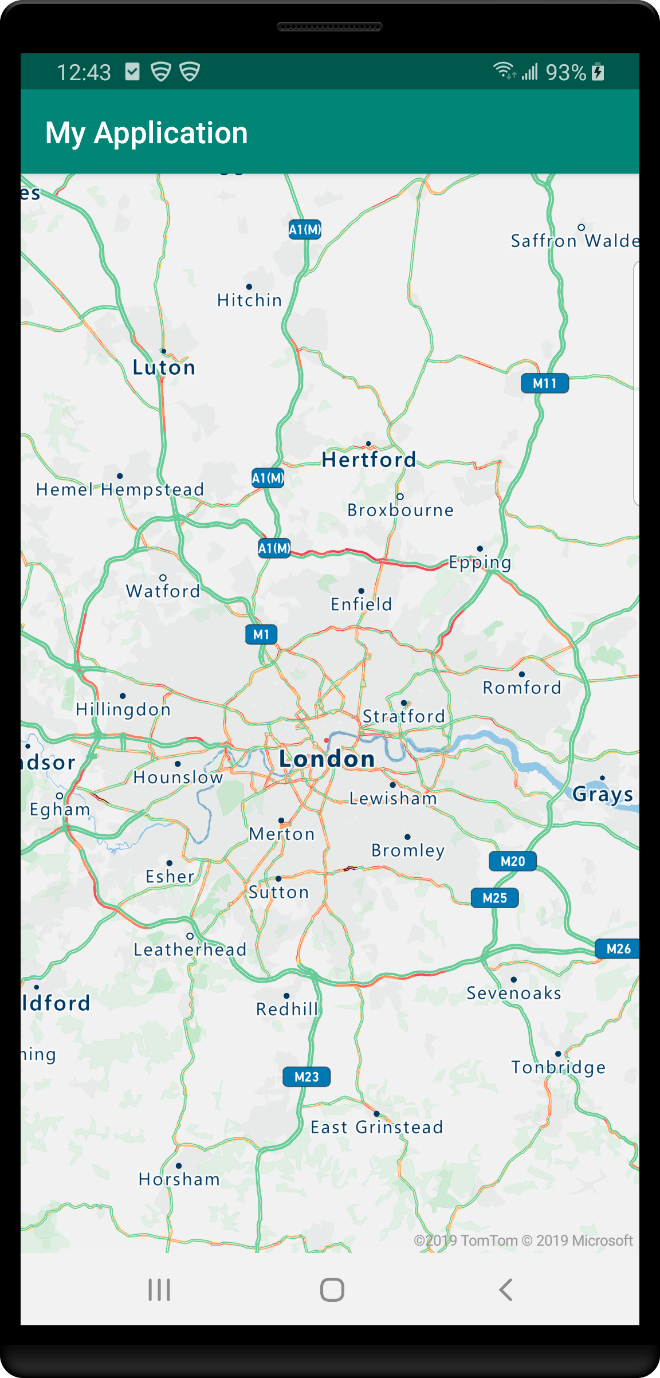 12:43 93%
My Application
es
A1(M)
Saffron Walde
Hitchin
Luton
M11
Hertford
A1(M)
Hemel Hempstead
Broxbourne
A1(M)
Epping
Watford
Enfield
M1
Romford
Hillingdon
Stratford
London
ndsor
Hounslow
Grays
Lewisham
Egham
Merton
Bromley
M20
Esher
Sutton
M25
Leatherhead
M26
Sevenoaks
ldford
Redhill
ning
Tonbridge
M23
East Grinstead
Horsham
©2019 TomTom © 2019 Microsoft